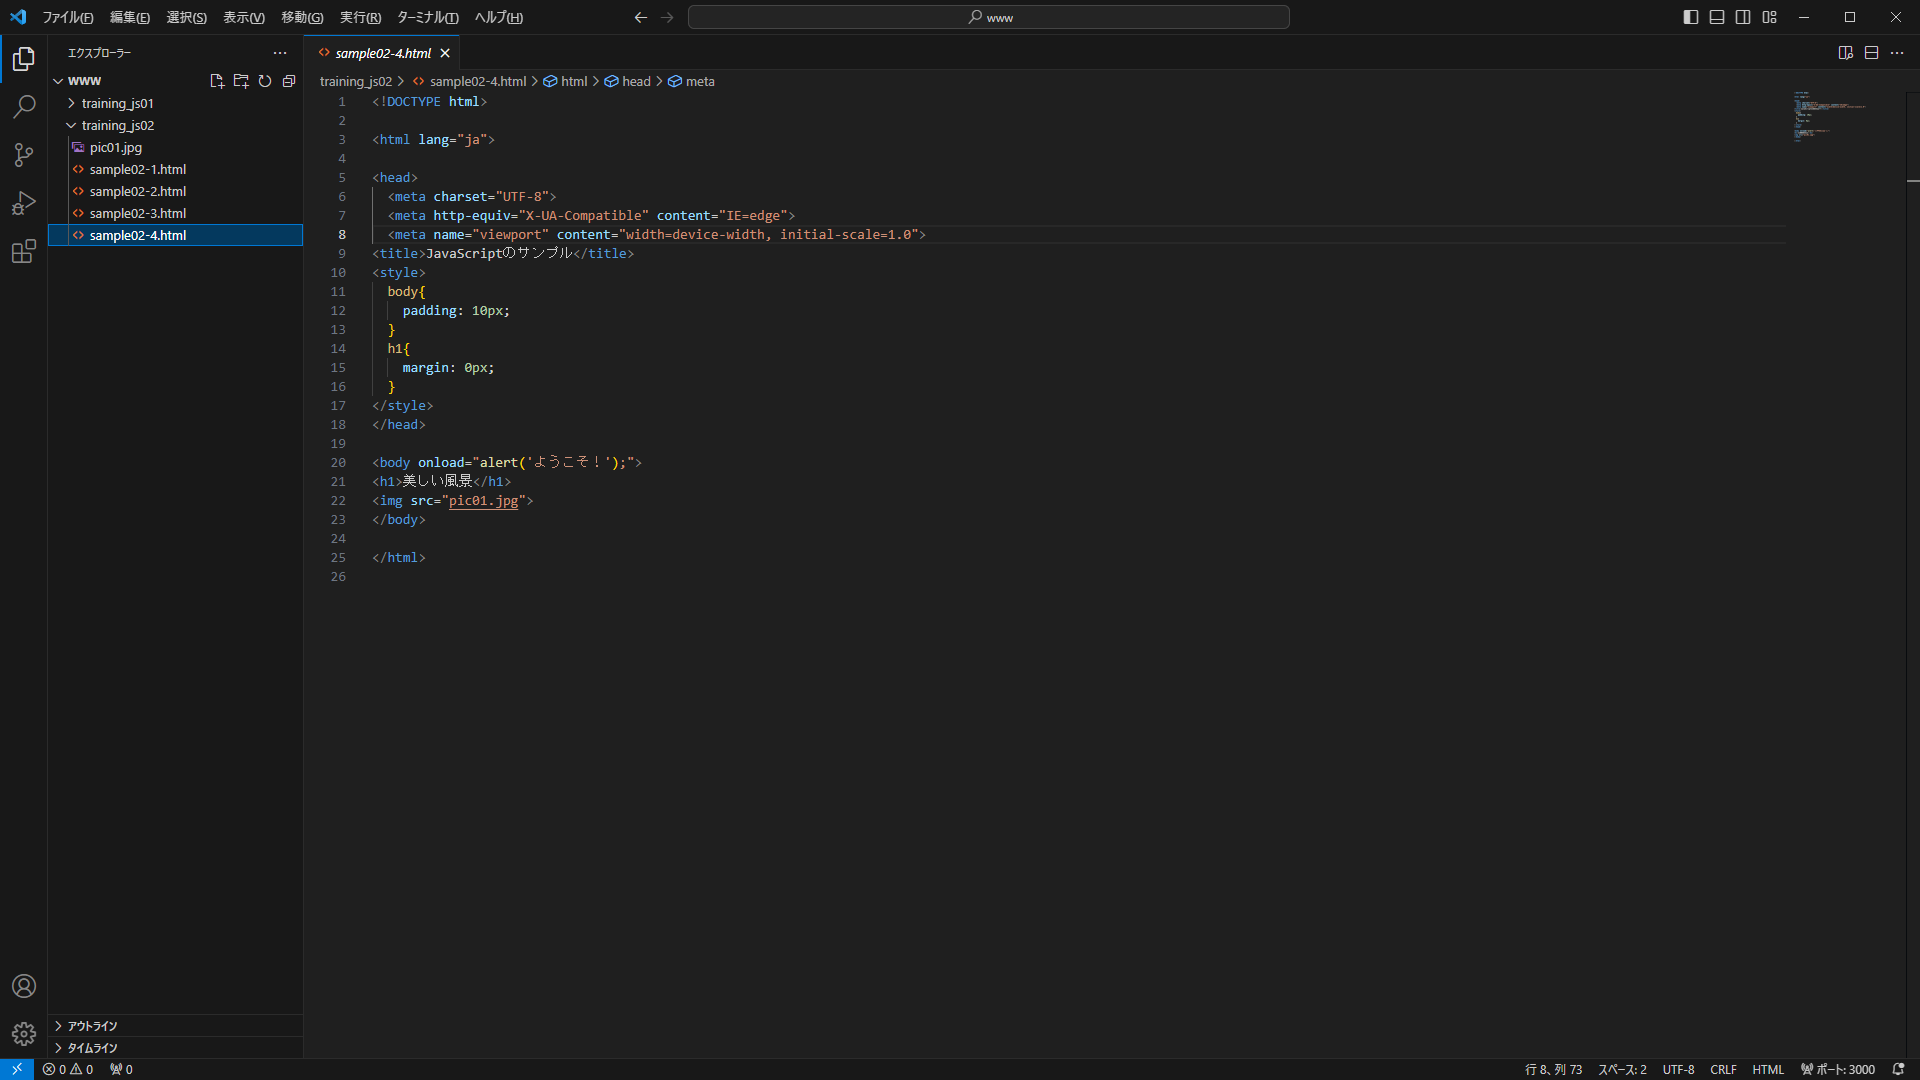 ファイル(F) 編集(E) 選択(S) 表示(V) 移動(G) 実行(R) ターミナル(T) ヘルプ(H)
www
エクスプローラー
WWW
training_js01
training_js02
pic01.jpg
sample02-1.html
sample02-2.html
sample02-3.html
sample02-4.html
アウトライン
タイムライン
sample02-4.html
training_js02 > sample02-4.html > html > head > meta
1 <!DOCTYPE html>
2
3 <html lang="ja">
4
5 <head>
6 <meta charset="UTF-8">
7 <meta http-equiv="X-UA-Compatible" content="IE=edge">
8 <meta name="viewport" content="width=device-width, initial-scale=1.0">
9 <title>JavaScriptのサンプル</title>
10 <style>
11 body{
12 padding: 10px;
13 }
14 h1{
15 margin: 0px;
16 }
17 </style>
18 </head>
19
20 <body onload="alert('ようこそ！');">
21 <h1>美しい風景</h1>
22 <img src="pic01.jpg">
23 </body>
24
25 </html>
26
0 0 0
行 8、列 73 スペース: 2 UTF-8 CRLF HTML ポート: 3000